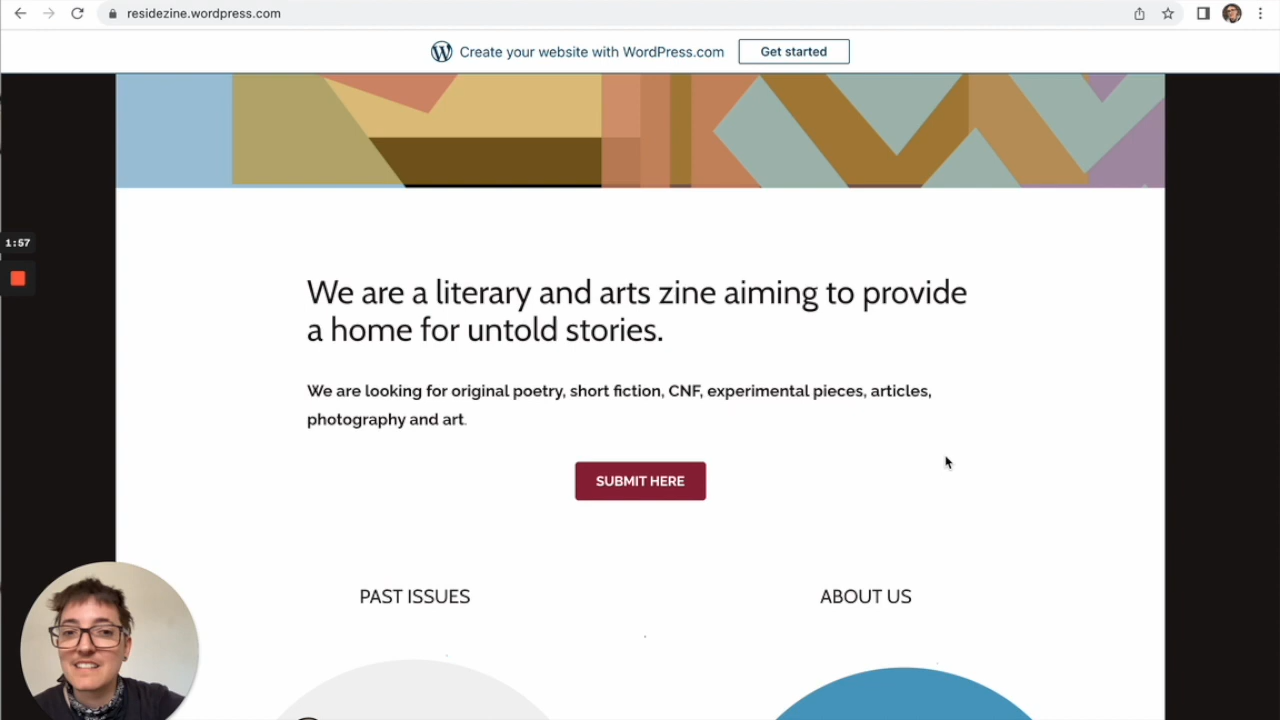 residezine.wordpress.com
Create your website with WordPress.com Get started
1:57
We are a literary and arts zine aiming to provide
a home for untold stories.
We are looking for original poetry, short fiction, CNF, experimental pieces, articles,
photography and art.
SUBMIT HERE
PAST ISSUES ABOUT US